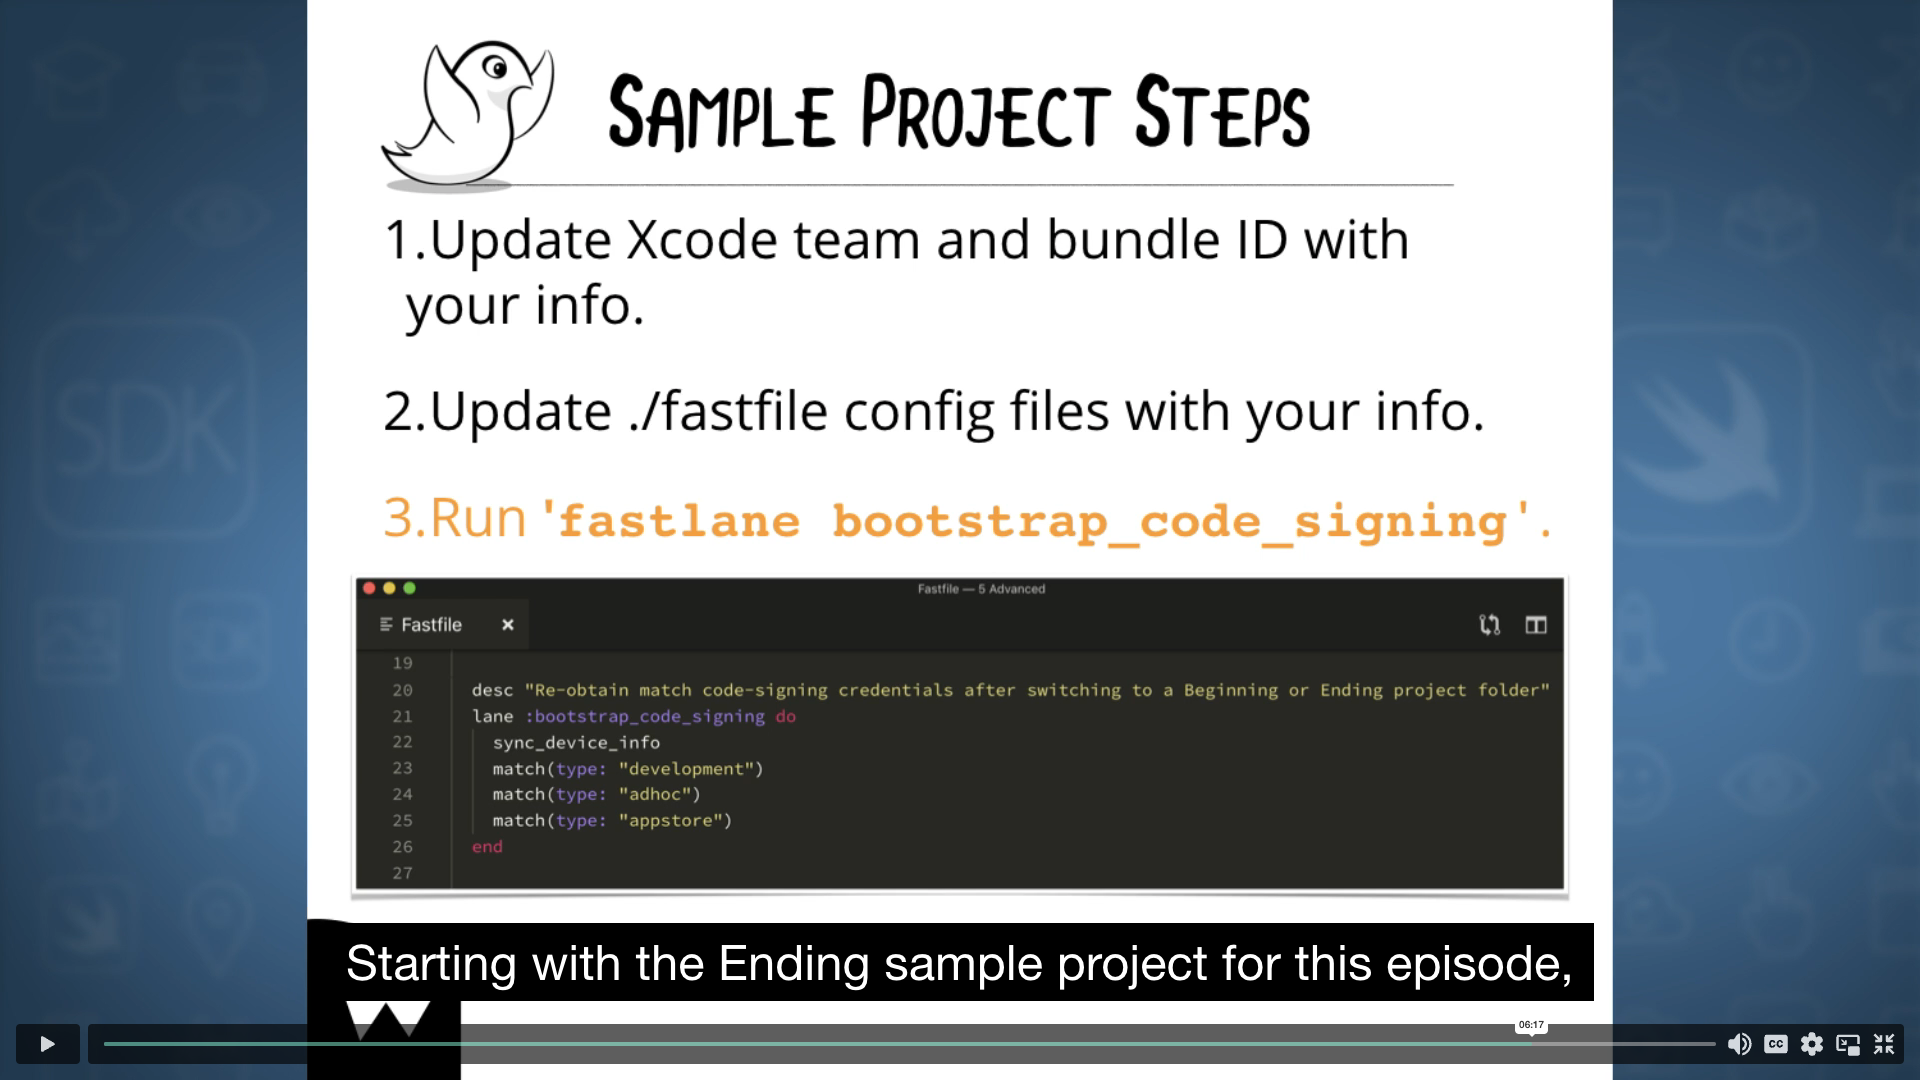 SAMPLE PROJECT STEPS
1.Update Xcode team and bundle ID with
your info.
2.Update ./fastfile config files with your info.
3.Run 'fastlane bootstrap_code_signing'.
Fastfile — 5 Advanced
Fastfile
19
20 desc "Re-obtain match code-signing credentials after switching to a Beginning or Ending project folder"
21 lane :bootstrap_code_signing do
22 sync_device_info
23 match(type: "development")
24 match(type: "adhoc")
25 match(type: "appstore")
26 end
27
SDK
Starting with the Ending sample project for this episode,
06:17
CC